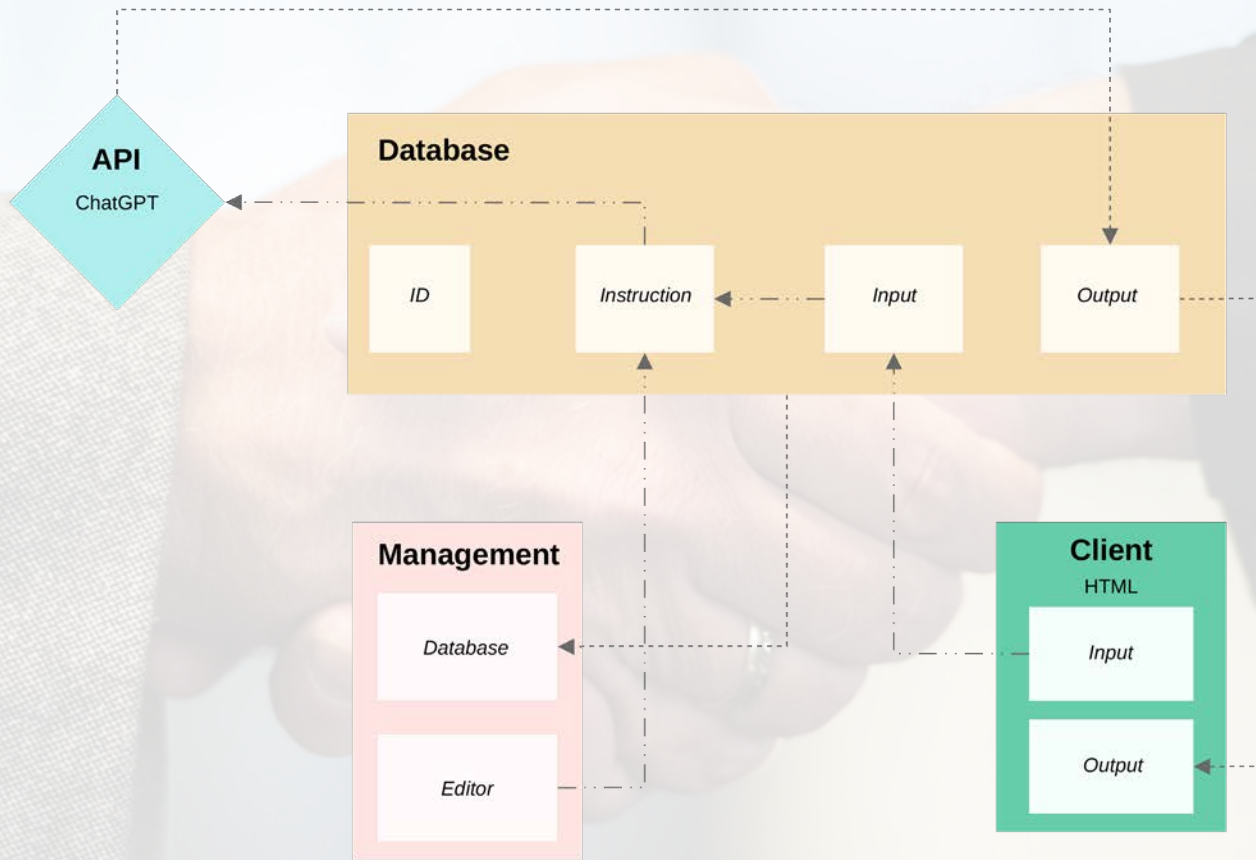 API
ChatGPT
Database
ID
Instruction
Input
Output
Management
Database
Editor
Client
HTML
Input
Output